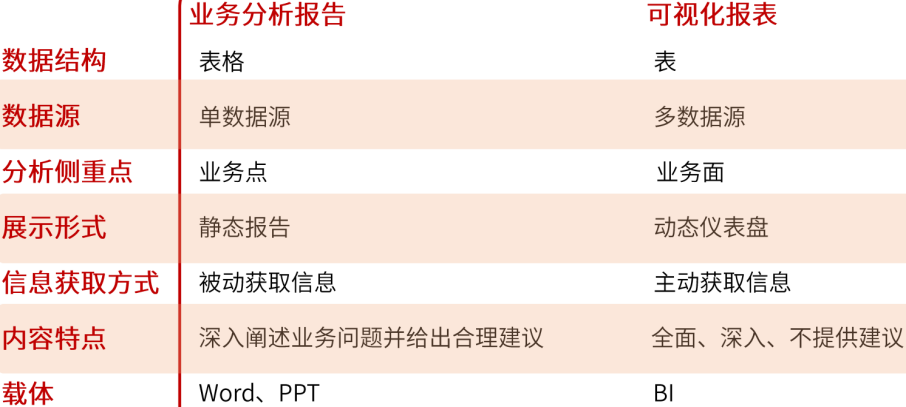 业务分析报告 可视化报表
数据结构 表格 表
数据源 单数据源 多数据源
分析侧重点 业务点 业务面
展示形式 静态报告 动态仪表盘
信息获取方式 被动获取信息 主动获取信息
内容特点 深入阐述业务问题并给出合理建议 全面、深入、不提供建议
载体 Word、PPT BI